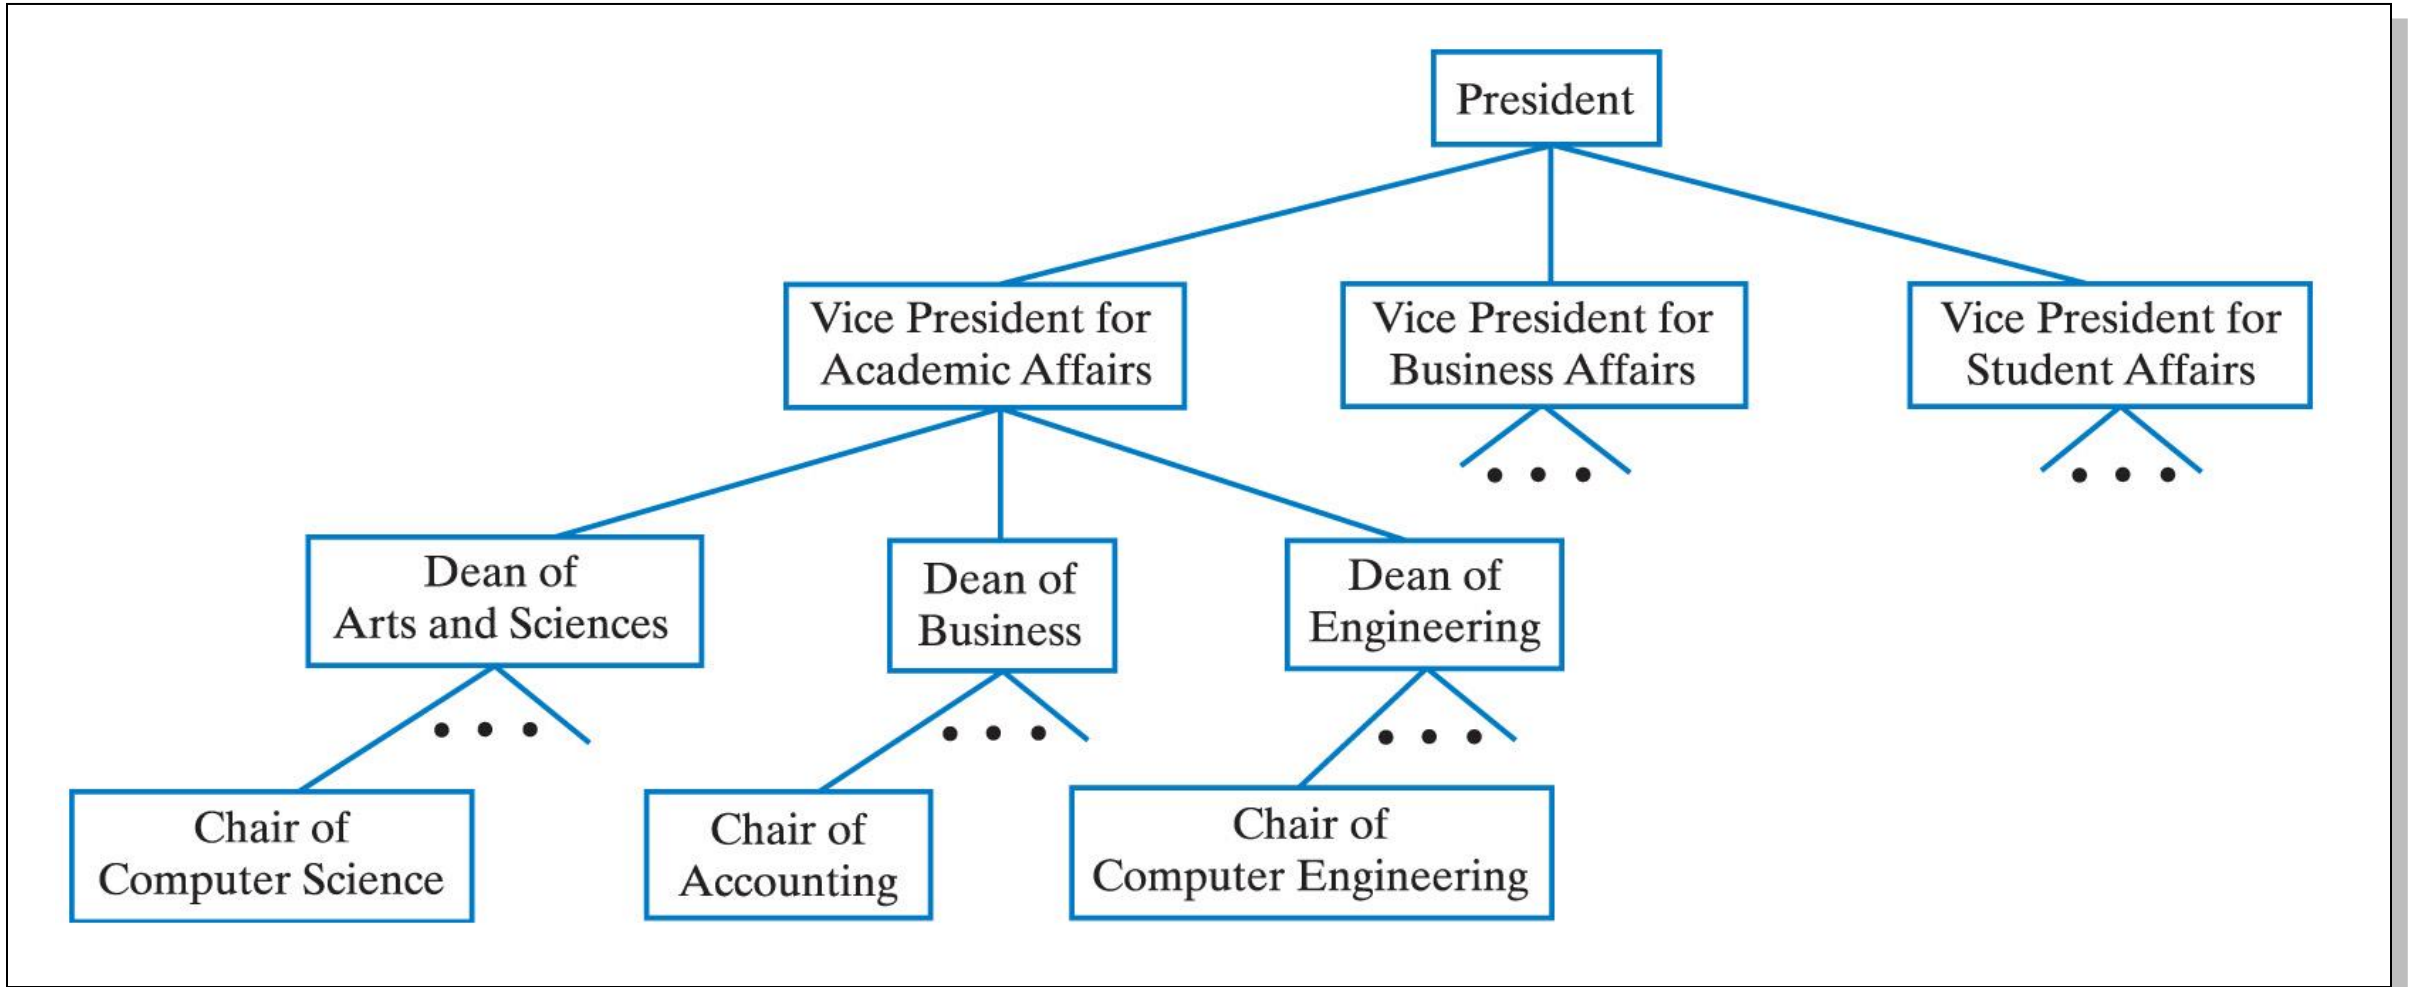 President
Vice President for
Academic Affairs
Vice President for
Business Affairs
Vice President for
Student Affairs
Dean of
Arts and Sciences
Dean of
Business
Dean of
Engineering
Chair of
Computer Science
Chair of
Accounting
Chair of
Computer Engineering